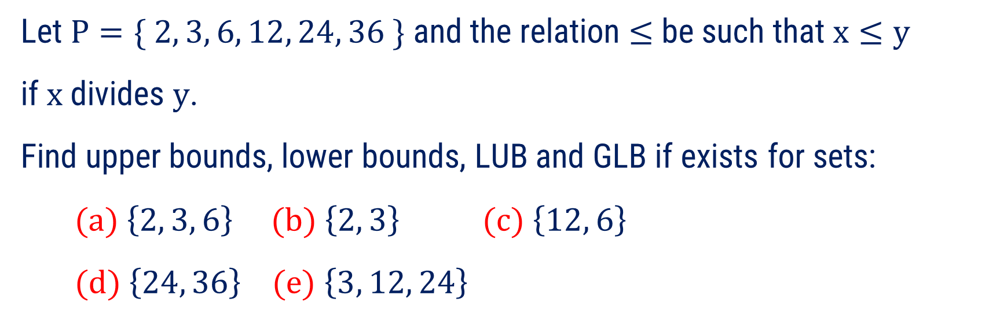 Let P = { 2, 3, 6, 12, 24, 36 } and the relation ≤ be such that x ≤ y
if x divides y.
Find upper bounds, lower bounds, LUB and GLB if exists for sets:
(a) {2, 3, 6} (b) {2, 3} (c) {12, 6}
(d) {24, 36} (e) {3, 12, 24}